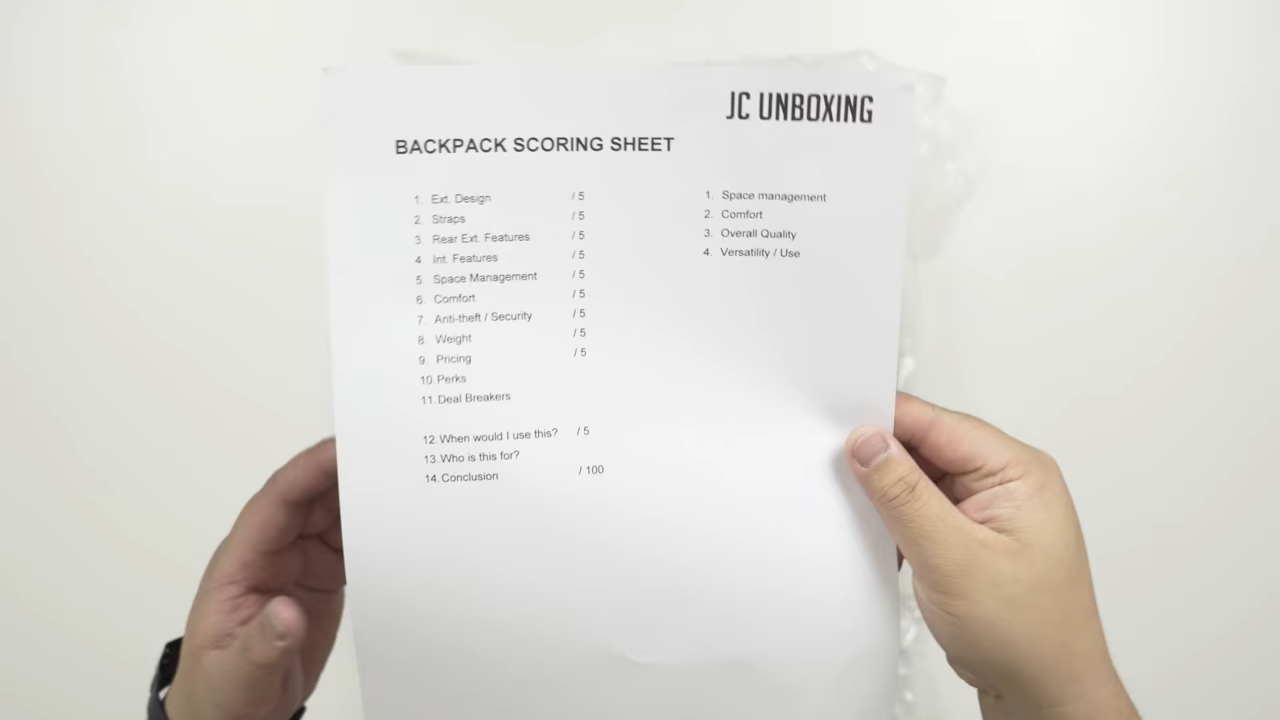 JC UNBOXING
BACKPACK SCORING SHEET
1. Ext. Design / 5
2. Straps / 5
3. Rear Ext. Features / 5
4. Int. Features / 5
5. Space Management / 5
6. Comfort / 5
7. Anti-theft / Security / 5
8. Weight / 5
9. Pricing / 5
10. Perks
11. Deal Breakers
12. When would I use this? / 5
13. Who is this for?
14. Conclusion / 100
1. Space management
2. Comfort
3. Overall Quality
4. Versatility / Use